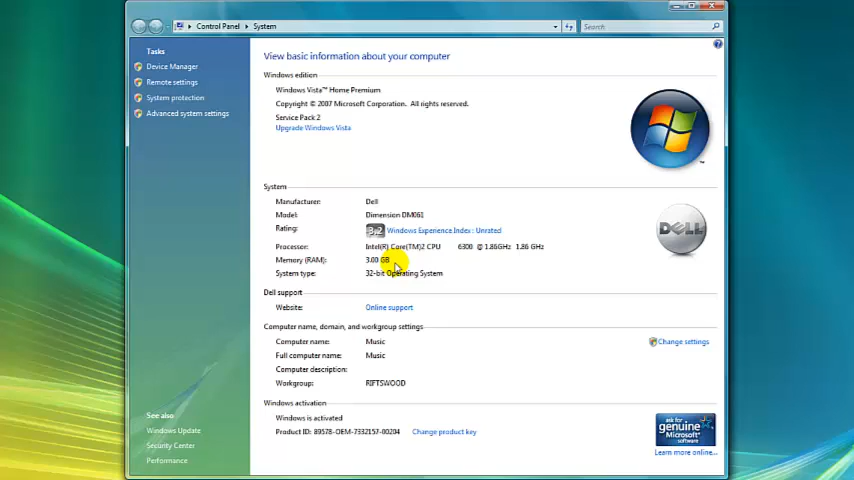 Control Panel ▸ System
Search
Tasks
Device Manager
Remote settings
System protection
Advanced system settings
See also
Windows Update
Security Center
Performance
View basic information about your computer
Windows edition
Windows Vista™ Home Premium
Copyright © 2007 Microsoft Corporation. All rights reserved.
Service Pack 2
Upgrade Windows Vista
System
Manufacturer: Dell
Model: Dimension DM061
Rating: 3.2 Windows Experience Index : Unrated
Processor: Intel(R) Core(TM)2 CPU 6300 @ 1.86GHz 1.86 GHz
Memory (RAM): 3.00 GB
System type: 32-bit Operating System
DELL
Dell support
Website: Online support
Computer name, domain, and workgroup settings
Computer name: Music
Change settings
Full computer name: Music
Computer description:
Workgroup: RIFTSWOOD
Windows activation
Windows is activated
Product ID: 89578-OEM-7332157-00204 Change product key
ask for
genuine
Microsoft
software
Learn more online...